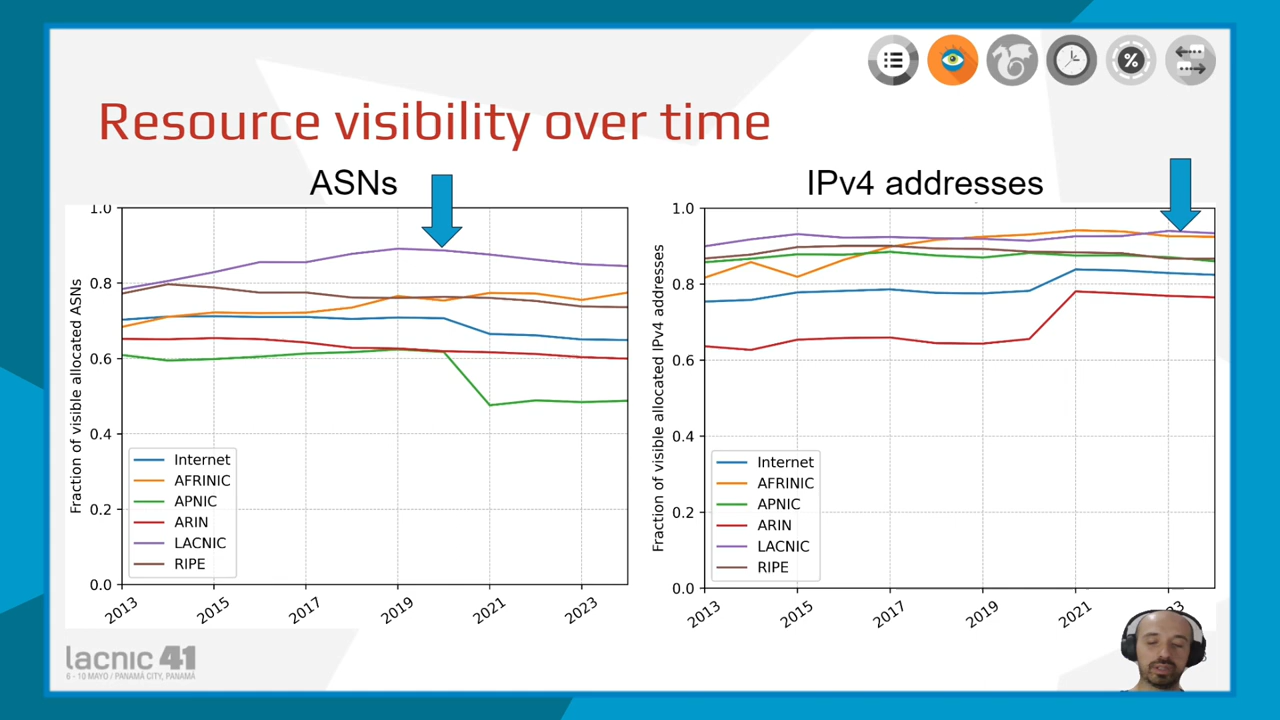 %
Resource visibility over time
ASNs
Fraction of visible allocated ASNs
1.0
0.8
0.6
0.4
0.2
0.0
Internet
AFRINIC
APNIC
ARIN
LACNIC
RIPE
2013
2015
2017
2019
2021
2023
IPv4 addresses
Fraction of visible allocated IPv4 addresses
1.0
0.8
0.6
0.4
0.2
0.0
Internet
AFRINIC
APNIC
ARIN
LACNIC
RIPE
2013
2015
2017
2019
2021
23
lacnic 41
6 - 10 MAYO / PANAMÁ CITY, PANAMÁ